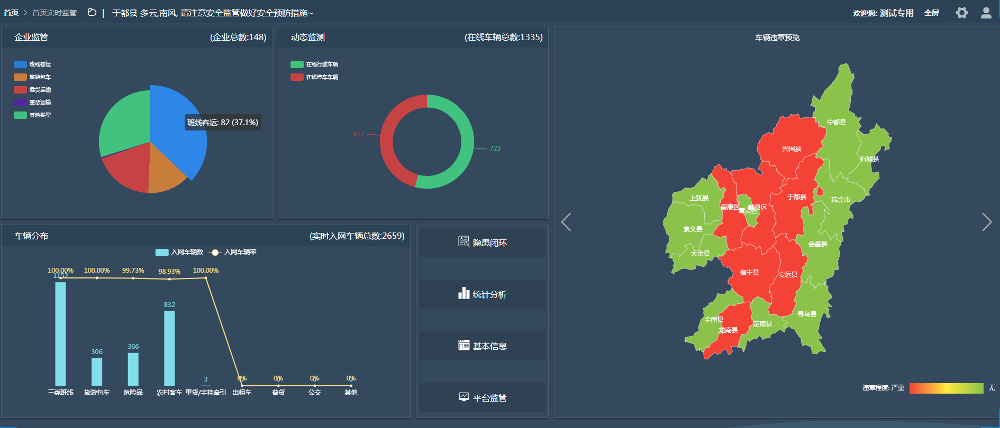 首页 > 首页实时监管 | 于都县 多云,南风, 请注意安全监管做好安全预防措施~
欢迎您: 测试专用 全屏
企业监管 (企业总数:148)
班线客运
旅游包车
危货运输
重货运输
其他类型
班线客运: 82 (37.1%)
动态监测 (在线车辆总数:1335)
在线行驶车辆
在线停车车辆
612
723
车辆违章预览
宁都县
兴国县
石城县
于都县
瑞金市
上犹县
南康区
赣县区
章贡区
崇义县
会昌县
大余县
信丰县
安远县
寻乌县
全南县
定南县
龙南县
违章程度: 严重 无
车辆分布 (实时入网车辆总数:2659)
入网车辆数 入网车辆率
100.00% 100.00% 99.73% 98.93% 100.00% 0% 0% 0% 0%
1152 306 366 832 3 0 0 0 0
三类班线 旅游包车 危险品 农村客车 重货/半挂牵引 出租车 普货 公交 其他
隐患闭环
统计分析
基本信息
平台监管